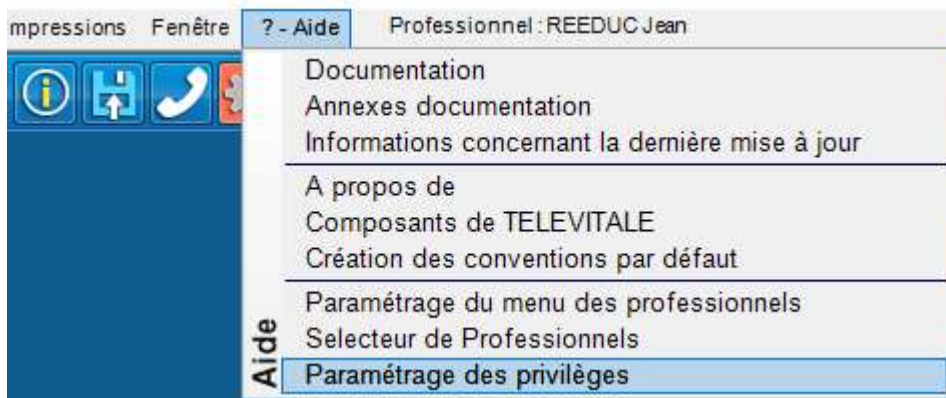 mpressions Fenêtre ? - Aide Professionnel : REEDUC Jean
Documentation
Annexes documentation
Informations concernant la dernière mise à jour
A propos de
Composants de TELEVITALE
Création des conventions par défaut
Paramétrage du menu des professionnels
Selecteur de Professionnels
Paramétrage des privilèges
Aide